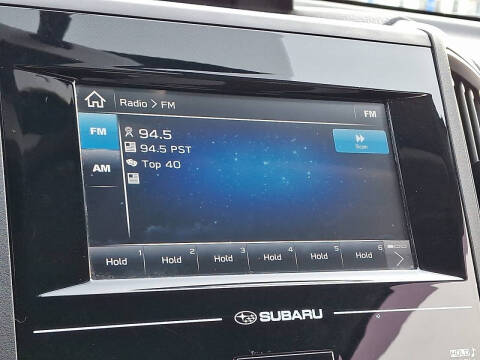 Radio > FM
FM
FM
94.5
94.5 PST
Scan
Top 40
AM
1 2 3 4 5 6
Hold Hold Hold Hold Hold Hold
SUBARU